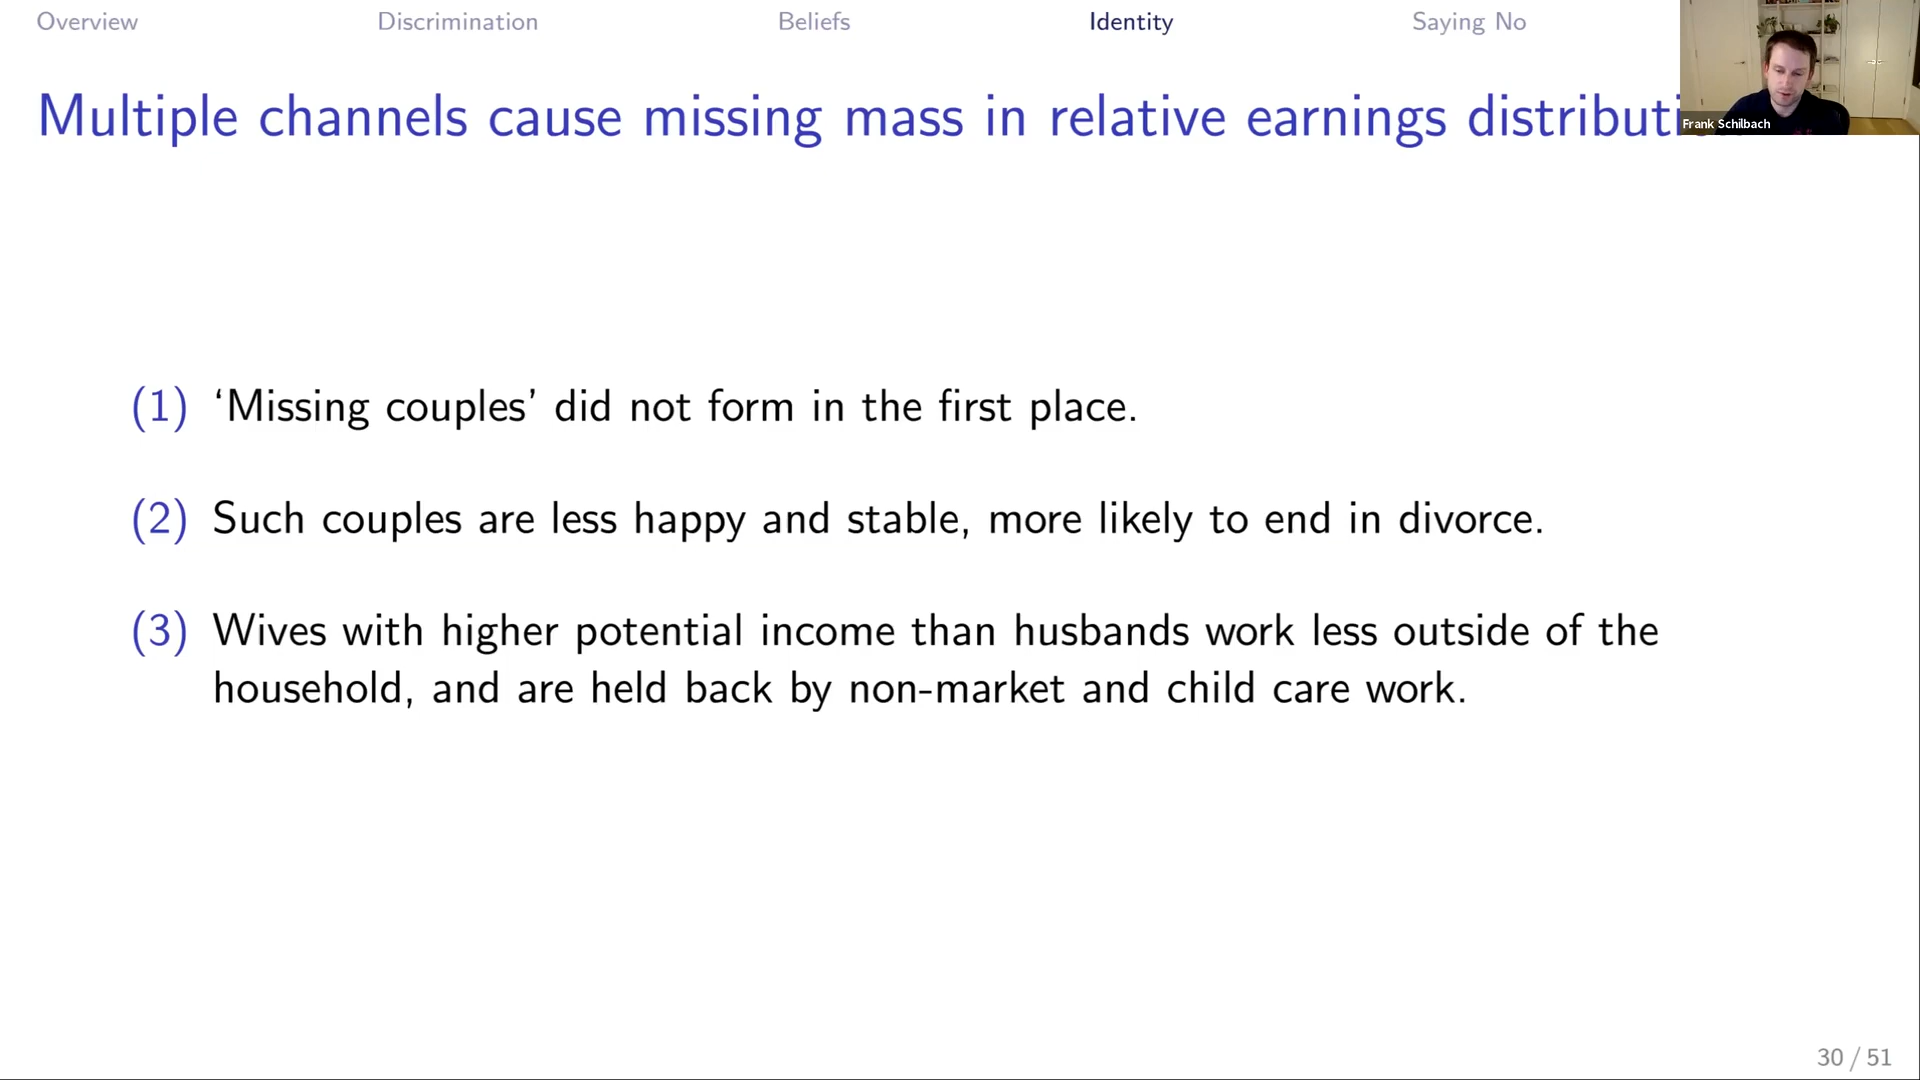 Overview Discrimination Beliefs Identity Saying No
Multiple channels cause missing mass in relative earnings distributi
Frank Schilbach
(1) ‘Missing couples’ did not form in the first place.
(2) Such couples are less happy and stable, more likely to end in divorce.
(3) Wives with higher potential income than husbands work less outside of the
household, and are held back by non-market and child care work.
30 / 51